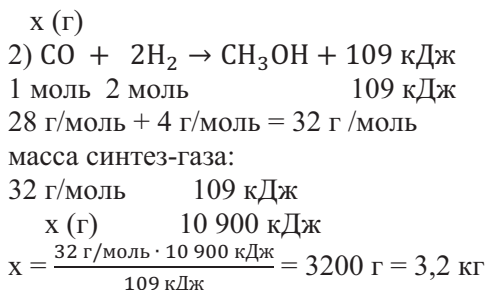 x (г)
2) CO + 2H₂ → CH₃OH + 109 кДж
1 моль 2 моль 109 кДж
28 г/моль + 4 г/моль = 32 г /моль
масса синтез-газа:
32 г/моль 109 кДж
x (г) 10 900 кДж
x = 32 г/моль · 10 900 кДж / 109 кДж = 3200 г = 3,2 кг